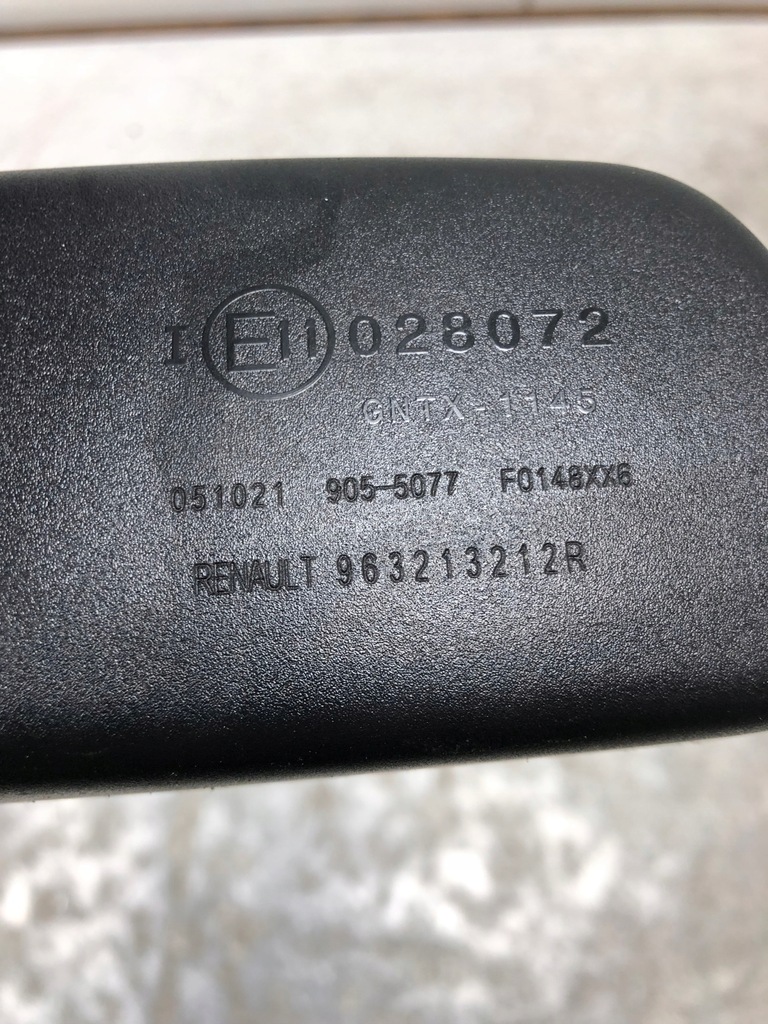 I E11 028072
GNTX-1145
051021 905-5077 F0148XX6
RENAULT 963213212R